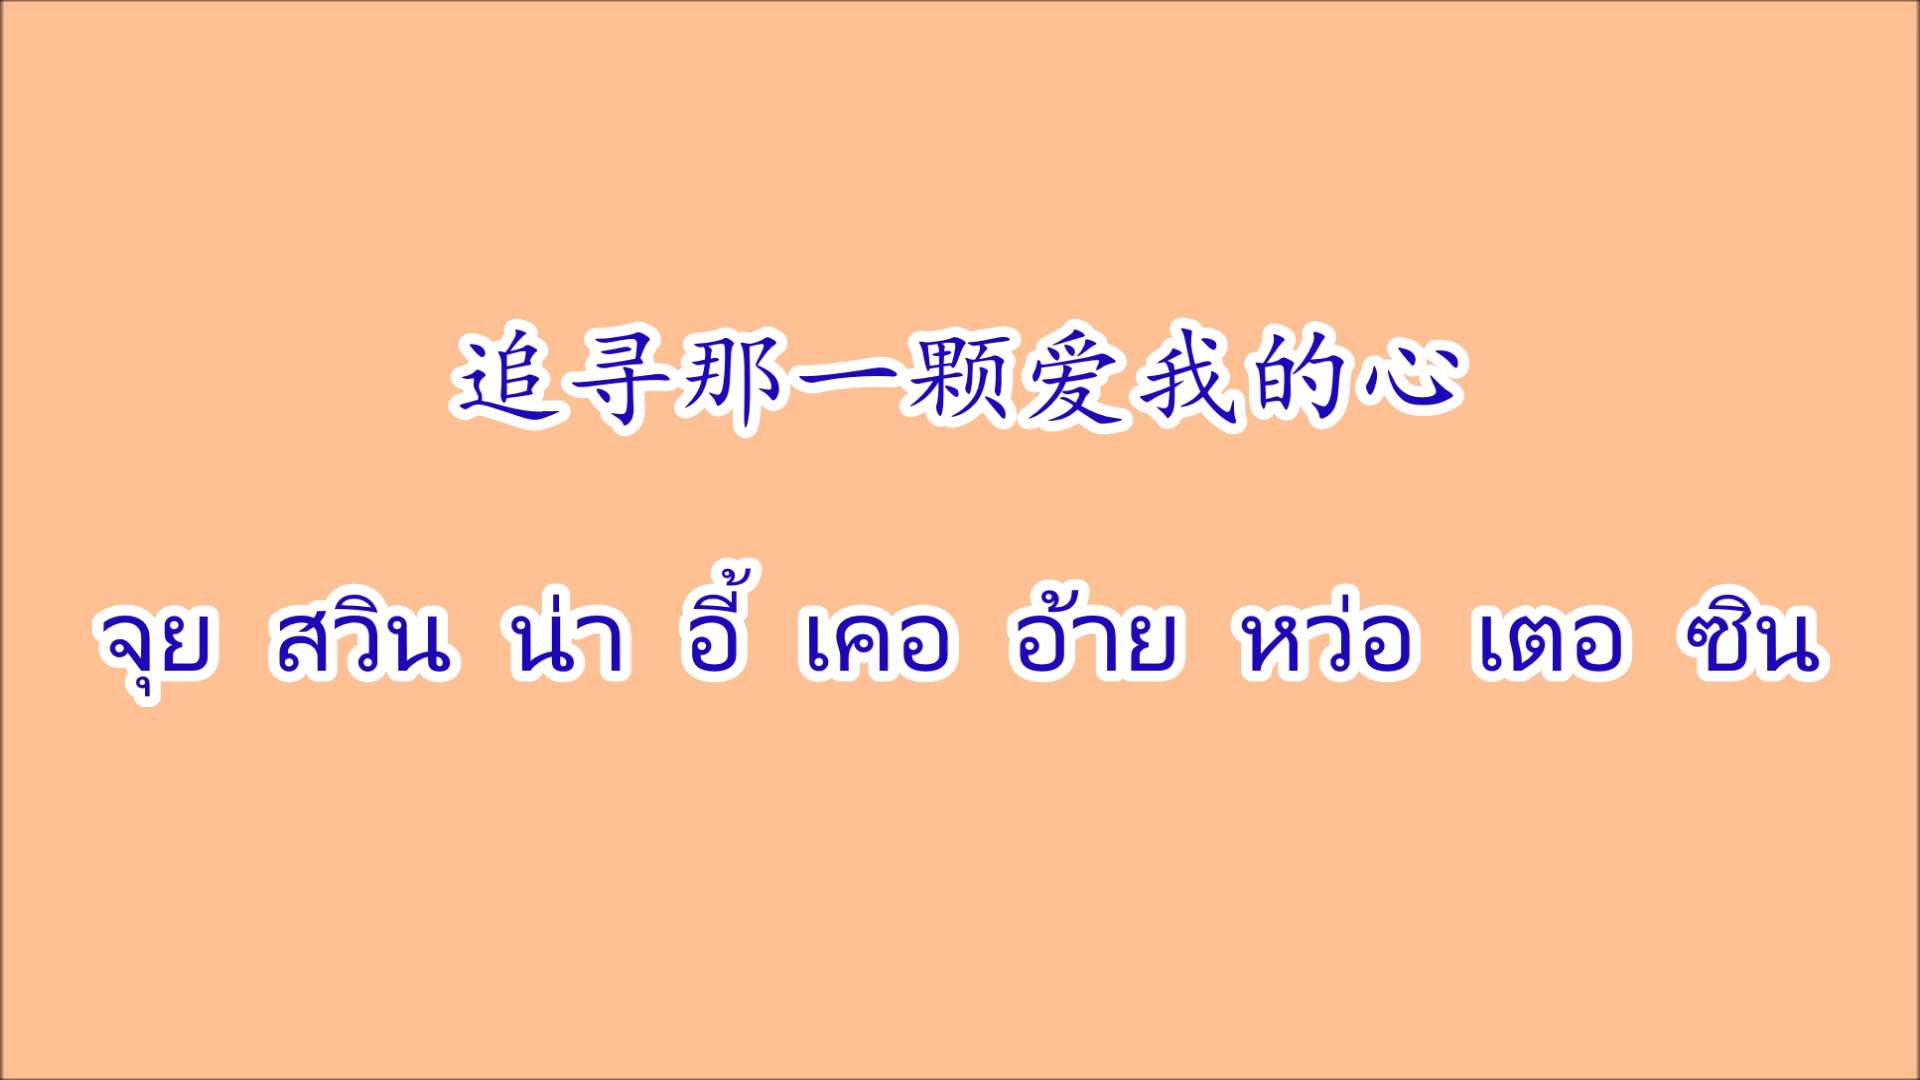 追寻那一颗爱我的心
จุย สวิน น่า อี้ เคอ อ้าย หว่อ เตอ ซิน